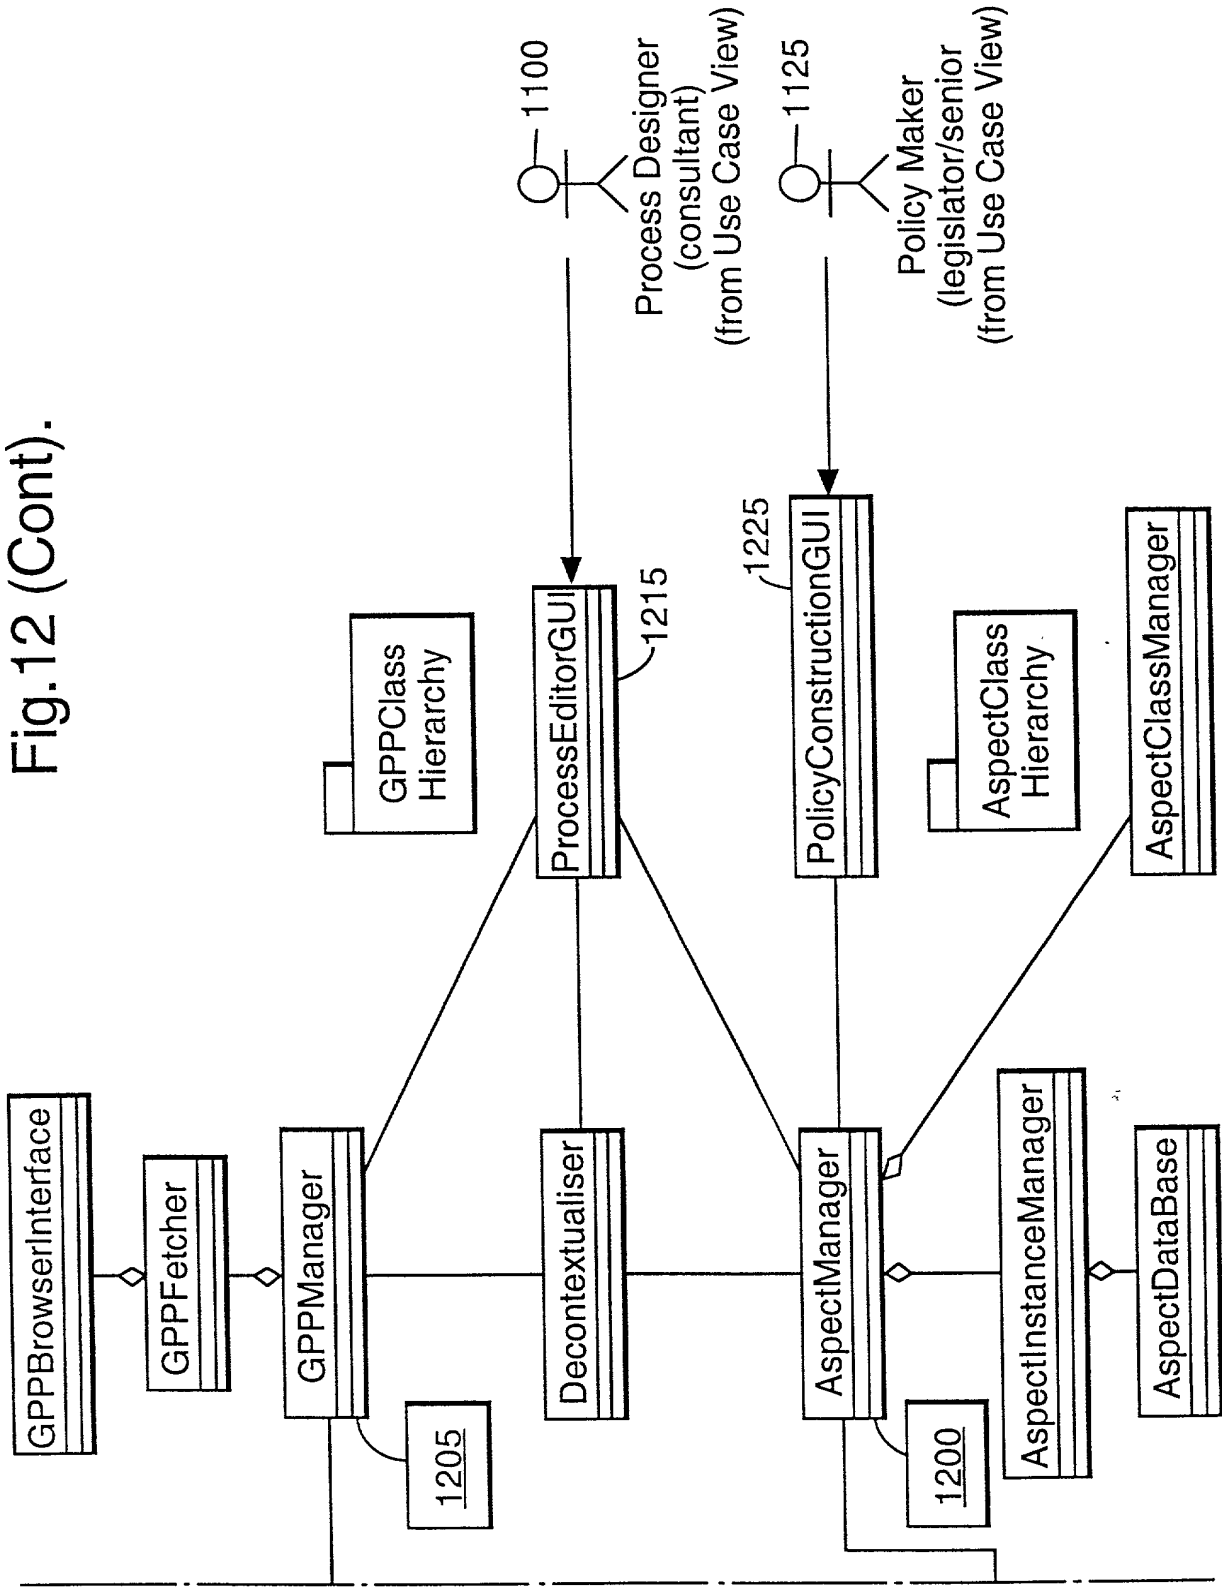 Fig.12 (Cont).
GPPBrowserInterface
GPPFetcher
GPPManager
1205
GPPClass
Hierarchy
Decontextualiser
ProcessEditorGUI
1215
1100
Process Designer
(consultant)
(from Use Case View)
AspectManager
1200
PolicyConstructionGUI
1225
1125
Policy Maker
(legislator/senior
(from Use Case View)
AspectInstanceManager
AspectClass
Hierarchy
AspectDataBase
AspectClassManager